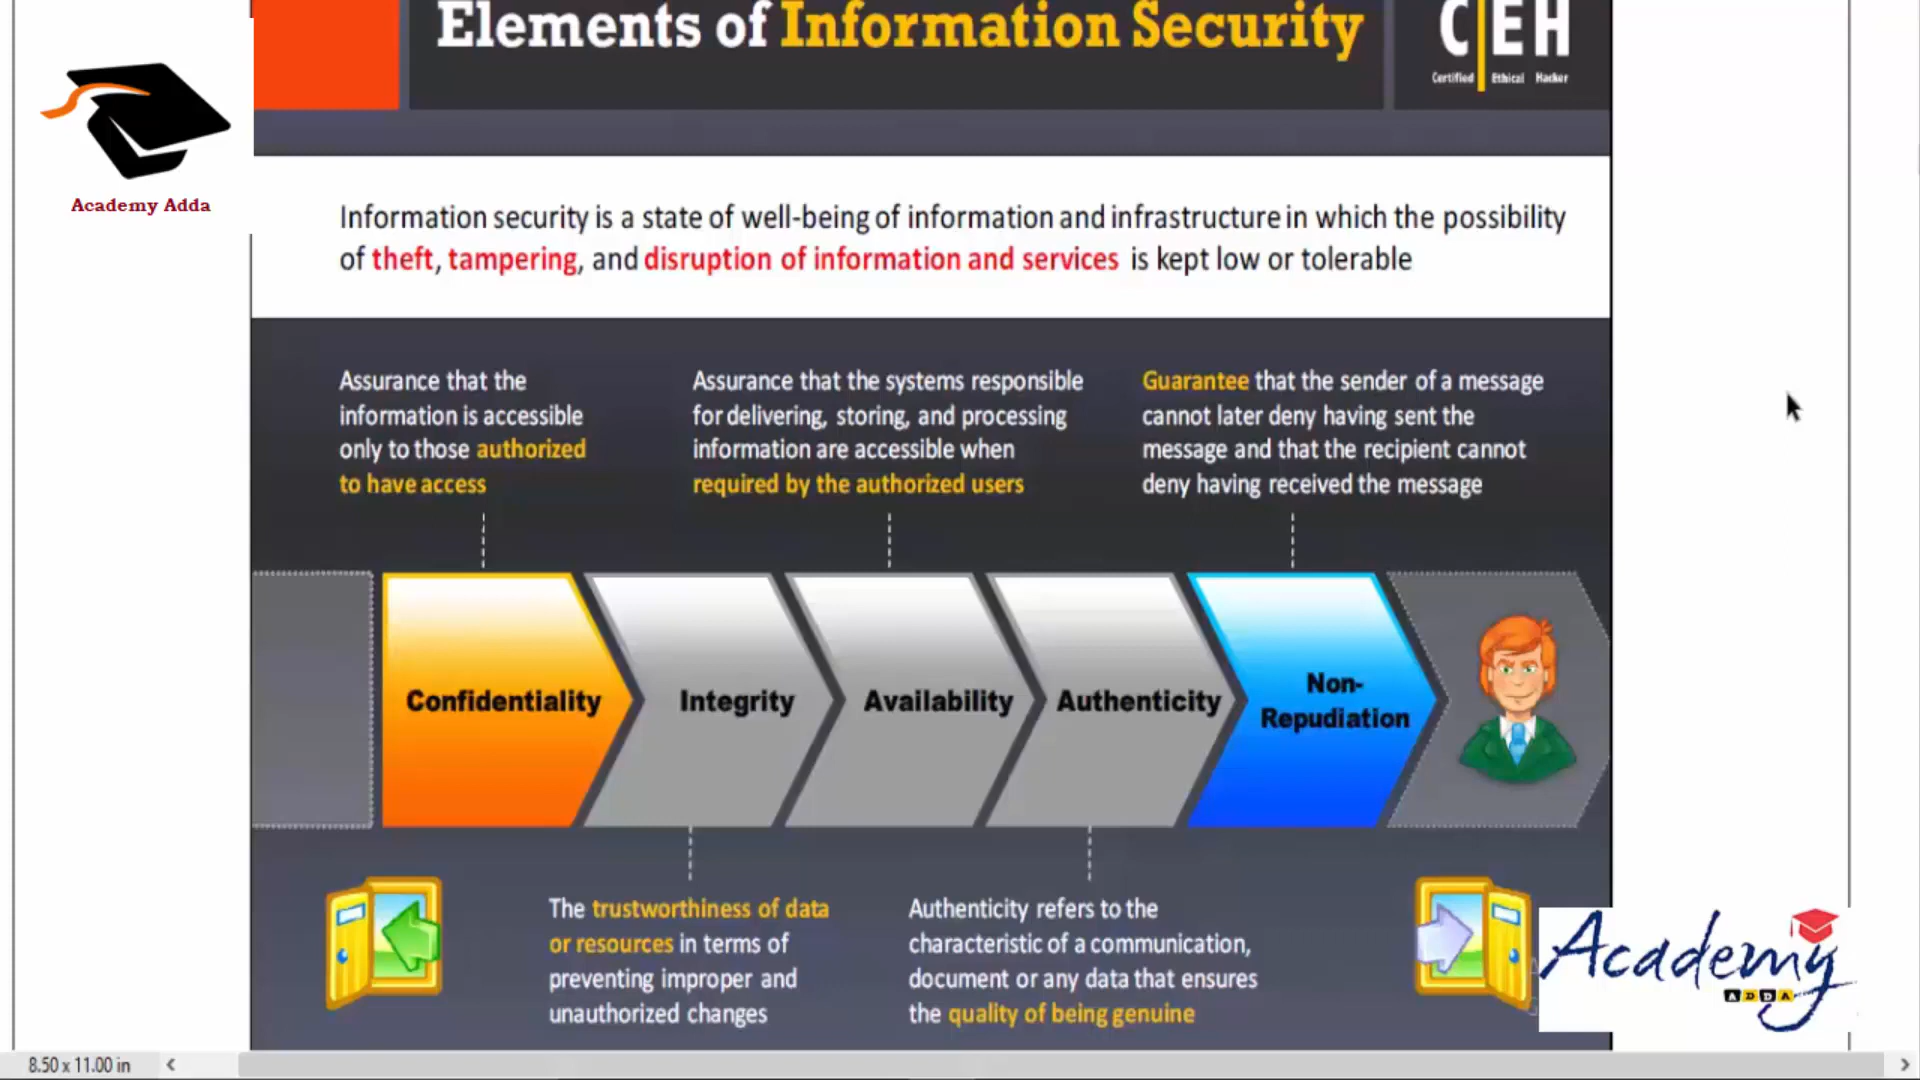 Elements of Information Security
C|EH
Certified Ethical Hacker
Academy Adda
Information security is a state of well-being of information and infrastructure in which the possibility
of theft, tampering, and disruption of information and services is kept low or tolerable
Assurance that the
information is accessible
only to those authorized
to have access
Assurance that the systems responsible
for delivering, storing, and processing
information are accessible when
required by the authorized users
Guarantee that the sender of a message
cannot later deny having sent the
message and that the recipient cannot
deny having received the message
Confidentiality
Integrity
Availability
Authenticity
Non-
Repudiation
The trustworthiness of data
or resources in terms of
preventing improper and
unauthorized changes
Authenticity refers to the
characteristic of a communication,
document or any data that ensures
the quality of being genuine
Academy
ADDA
8.50 x 11.00 in